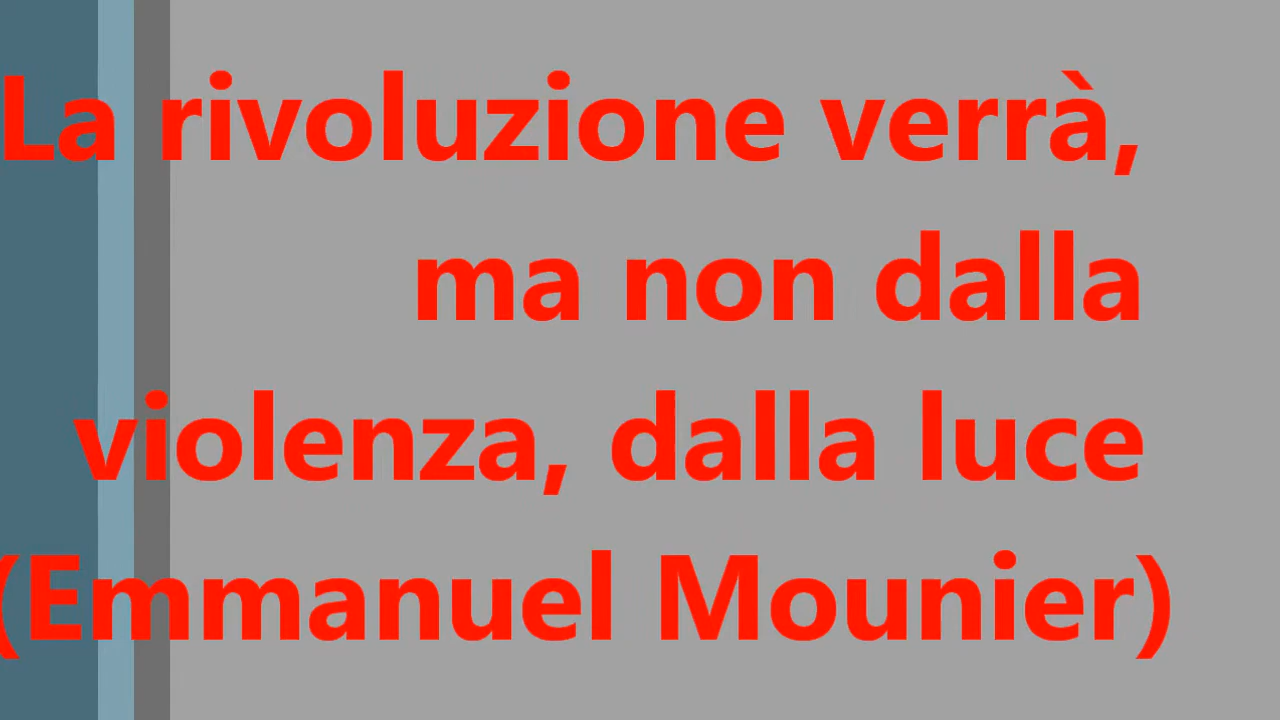 La rivoluzione verrà,
ma non dalla
violenza, dalla luce
(Emmanuel Mounier)